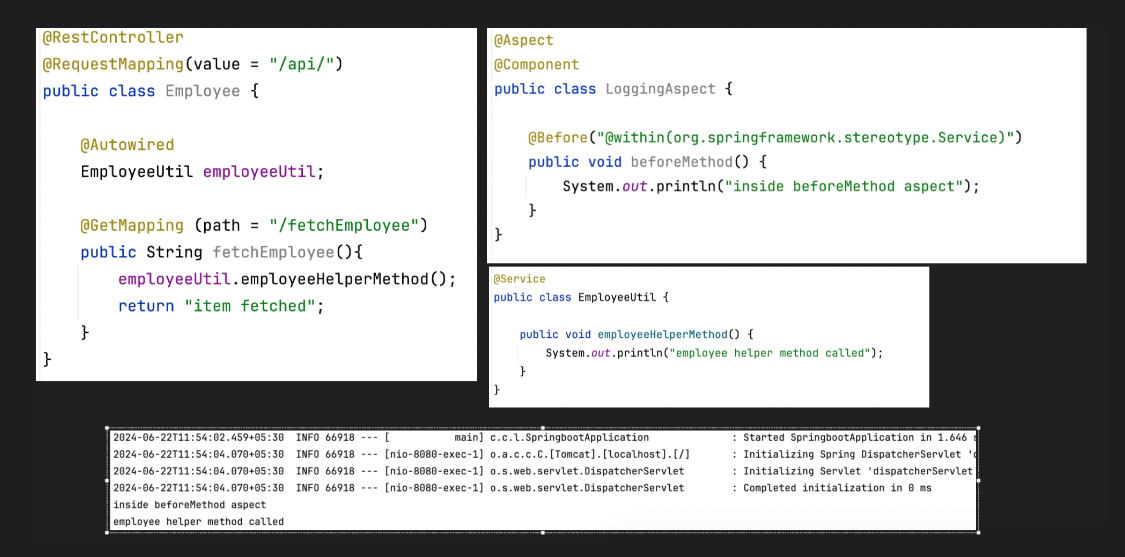 @RestController
@RequestMapping(value = "/api/")
public class Employee {
@Autowired
EmployeeUtil employeeUtil;
@GetMapping (path = "/fetchEmployee")
public String fetchEmployee(){
employeeUtil.employeeHelperMethod();
return "item fetched";
}
}
@Aspect
@Component
public class LoggingAspect {
@Before("@within(org.springframework.stereotype.Service)")
public void beforeMethod() {
System.out.println("inside beforeMethod aspect");
}
}
@Service
public class EmployeeUtil {
public void employeeHelperMethod() {
System.out.println("employee helper method called");
}
}
2024-06-22T11:54:02.459+05:30  INFO 66918 --- [           main] c.c.l.SpringbootApplication              : Started SpringbootApplication in 1.646 s
2024-06-22T11:54:04.070+05:30  INFO 66918 --- [nio-8080-exec-1] o.a.c.c.C.[Tomcat].[localhost].[/]       : Initializing Spring DispatcherServlet 'd
2024-06-22T11:54:04.070+05:30  INFO 66918 --- [nio-8080-exec-1] o.s.web.servlet.DispatcherServlet        : Initializing Servlet 'dispatcherServlet
2024-06-22T11:54:04.070+05:30  INFO 66918 --- [nio-8080-exec-1] o.s.web.servlet.DispatcherServlet        : Completed initialization in 0 ms
inside beforeMethod aspect
employee helper method called